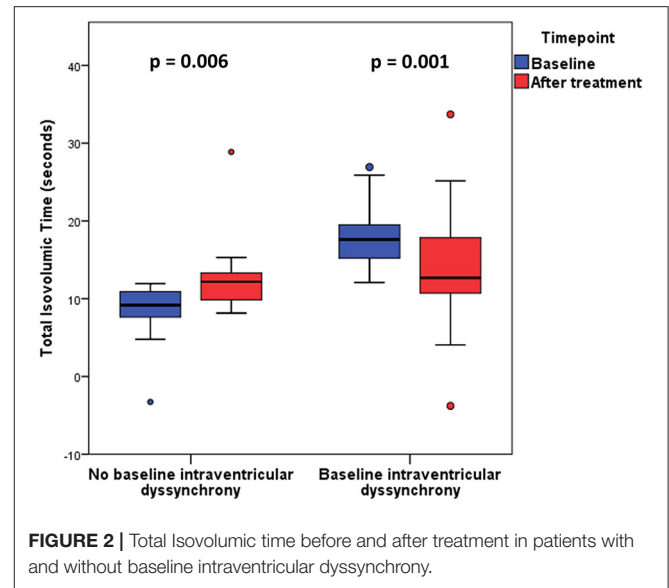 Timepoint
Baseline
After treatment
p = 0.006
p = 0.001
Total Isovolumic Time (seconds)
40
30
20
10
0
-10
No baseline intraventricular
dyssynchrony
Baseline intraventricular
dyssynchrony
FIGURE 2 | Total Isovolumic time before and after treatment in patients with
and without baseline intraventricular dyssynchrony.